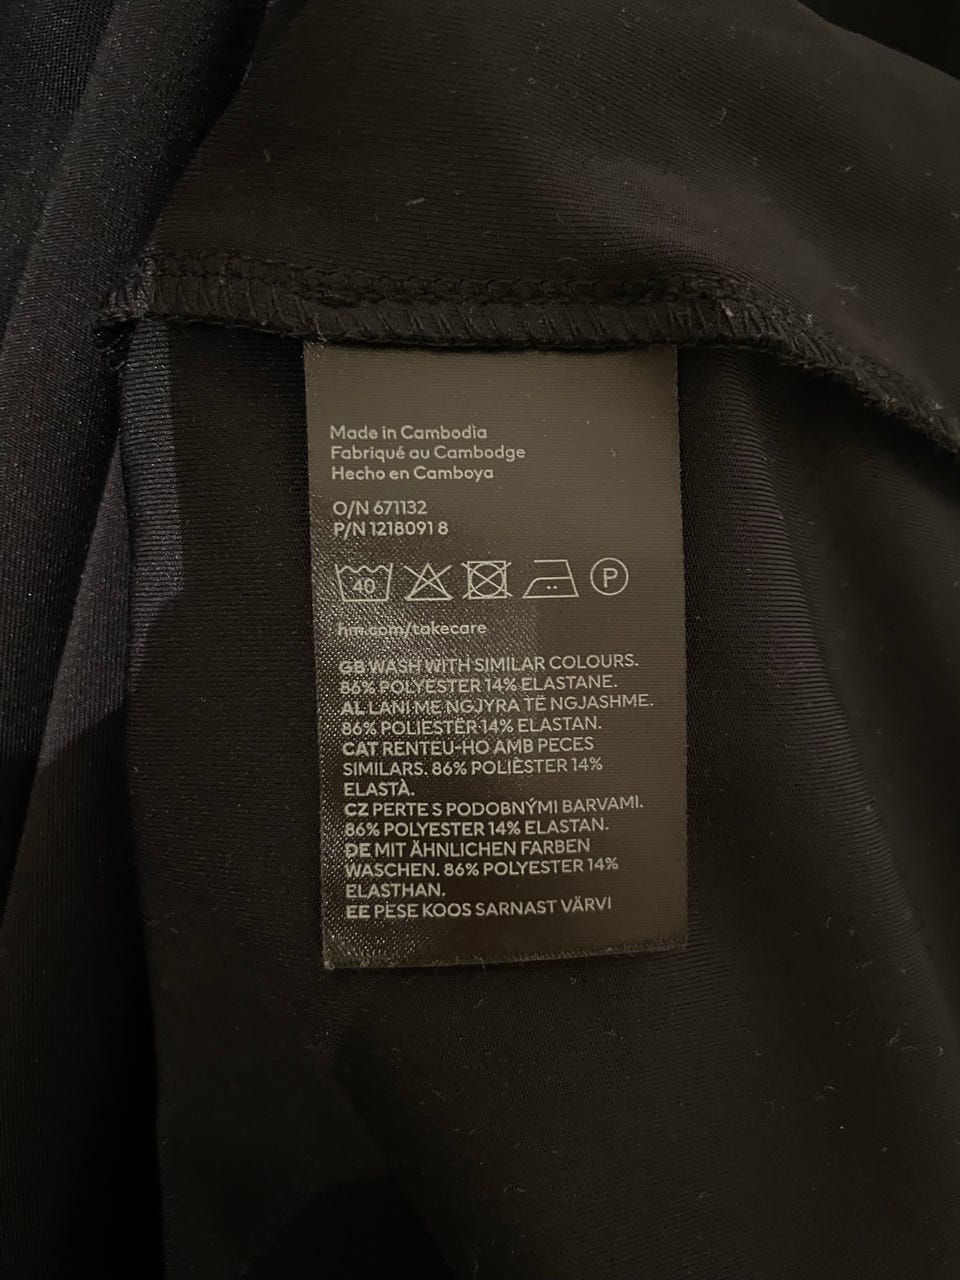 Made in Cambodia
Fabriqué au Cambodge
Hecho en Camboya
O/N 671132
P/N 1218091 8
40 P
hm.com/takecare
GB WASH WITH SIMILAR COLOURS.
86% POLYESTER 14% ELASTANE.
AL LANI ME NGJYRA TË NGJASHME.
86% POLIESTËR 14% ELASTAN.
CAT RENTEU-HO AMB PECES
SIMILARS. 86% POLIÈSTER 14%
ELASTÀ.
CZ PERTE S PODOBNÝMI BARVAMI.
86% POLYESTER 14% ELASTAN.
DE MIT ÄHNLICHEN FARBEN
WASCHEN. 86% POLYESTER 14%
ELASTHAN.
EE PESE KOOS SARNAST VÄRVI